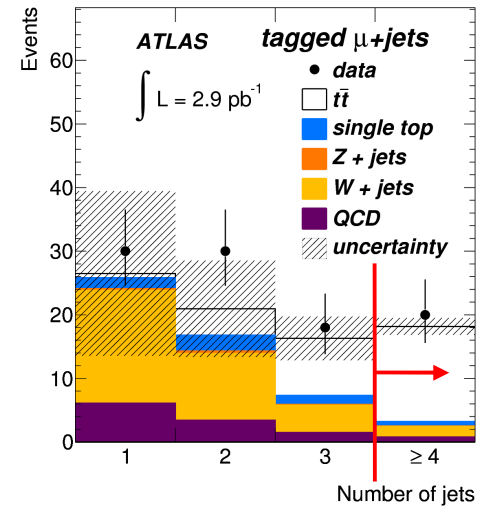 Events
60
50
40
30
20
10
0
ATLAS
∫ L = 2.9 pb⁻¹
tagged μ+jets
data
tt̄
single top
Z + jets
W + jets
QCD
uncertainty
1 2 3 ≥ 4
Number of jets